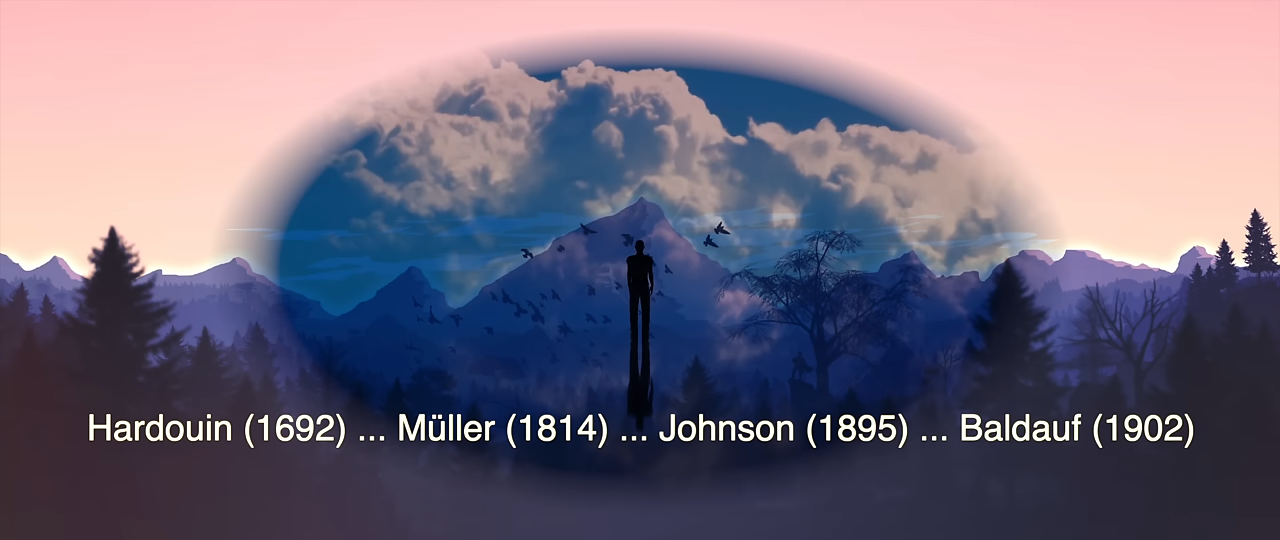 Hardouin (1692) ... Müller (1814) ... Johnson (1895) ... Baldauf (1902)